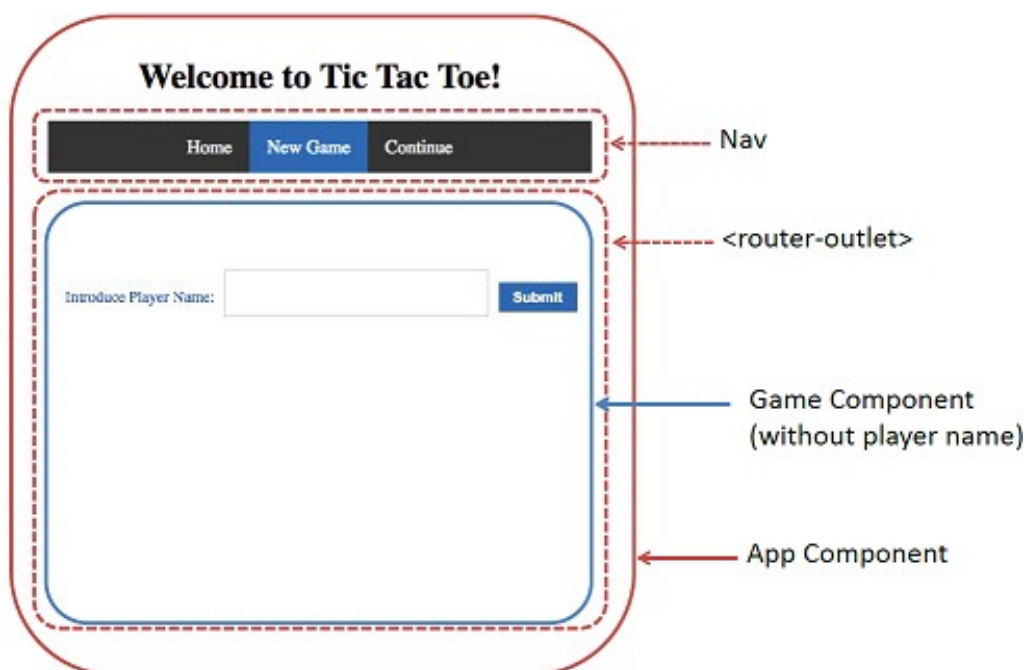 Welcome to Tic Tac Toe!
Home New Game Continue
Nav
<router-outlet>
Introduce Player Name:
Submit
Game Component
(without player name)
App Component